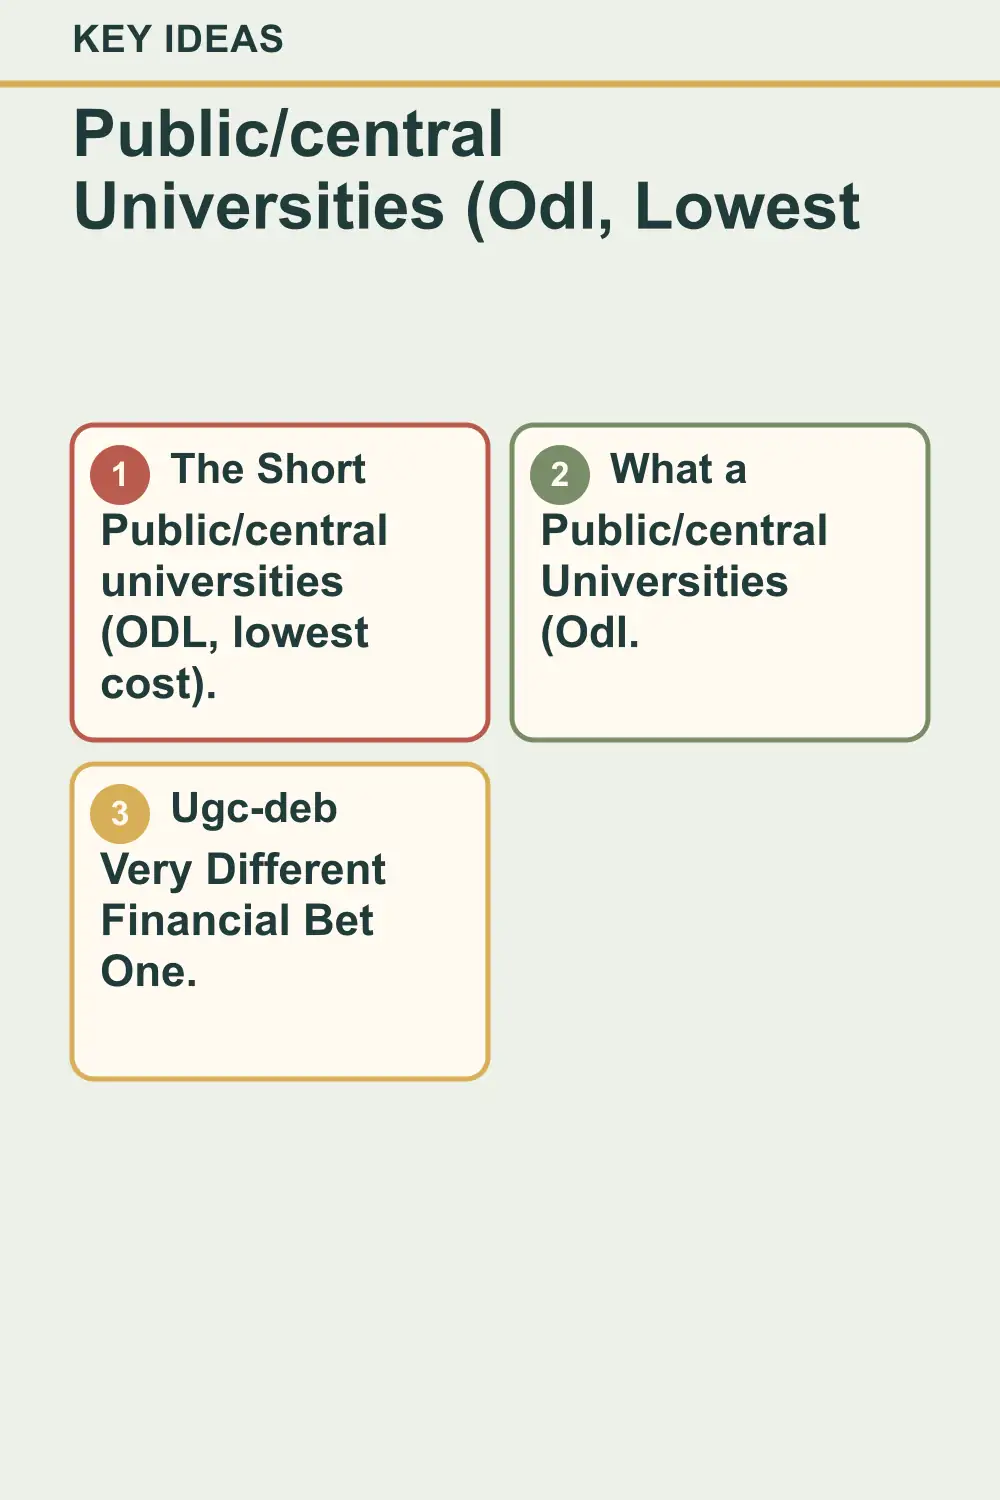 KEY IDEAS
Public/central
Universities (Odl, Lowest
1 The Short
Public/central
universities
(ODL, lowest
cost).
2 What a
Public/central
Universities
(Odl.
3 Ugc-deb
Very Different
Financial Bet
One.